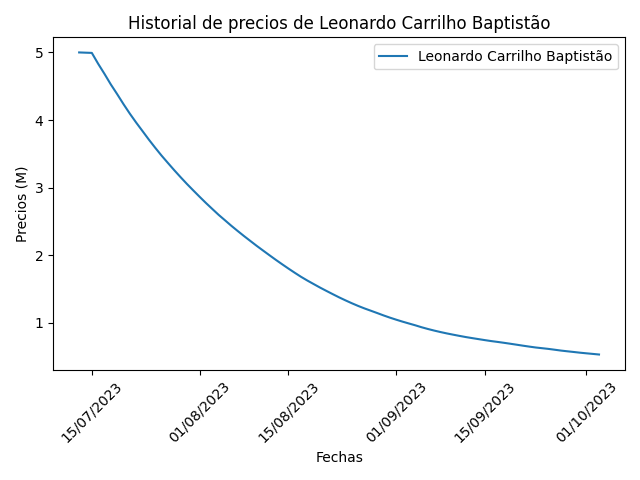 Historial de precios de Leonardo Carrilho Baptistão
Leonardo Carrilho Baptistão
Precios (M)
5
4
3
2
1
15/07/2023
01/08/2023
15/08/2023
01/09/2023
15/09/2023
01/10/2023
Fechas